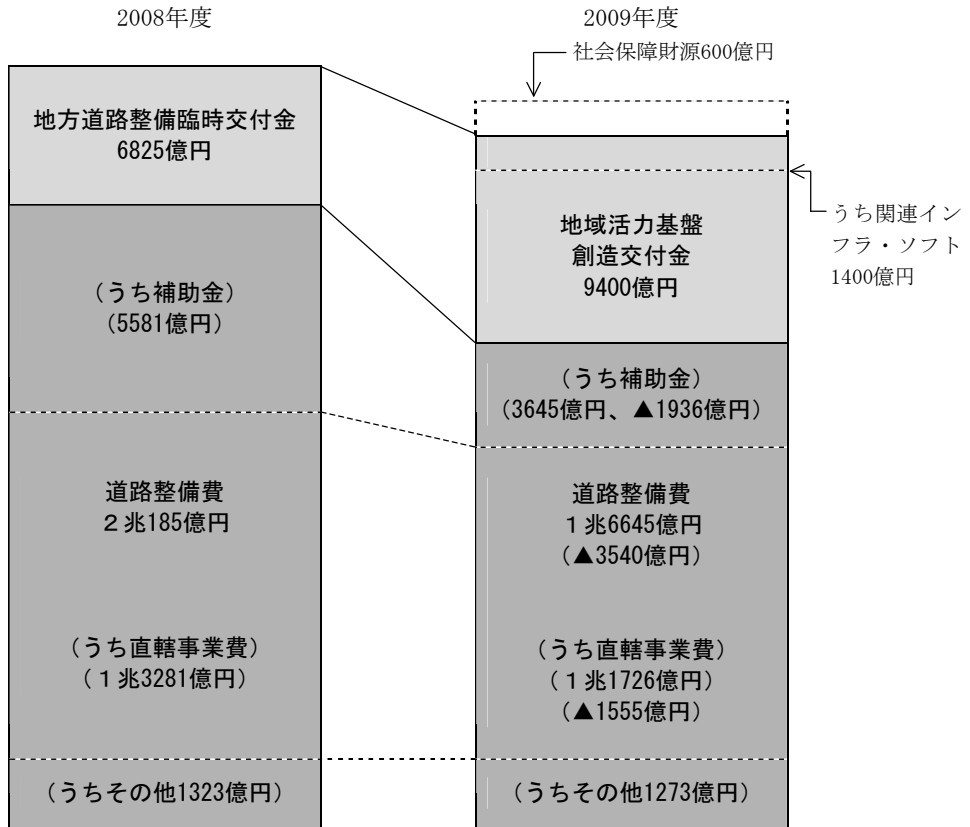 2008年度
地方道路整備臨時交付金
6825億円
（うち補助金）
（5581億円）
道路整備費
２兆185億円
（うち直轄事業費）
（１兆3281億円）
（うちその他1323億円）
2009年度
社会保障財源600億円
うち関連イン
フラ・ソフト
1400億円
地域活力基盤
創造交付金
9400億円
（うち補助金）
（3645億円、▲1936億円）
道路整備費
１兆6645億円
（▲3540億円）
（うち直轄事業費）
（１兆1726億円）
（▲1555億円）
（うちその他1273億円）